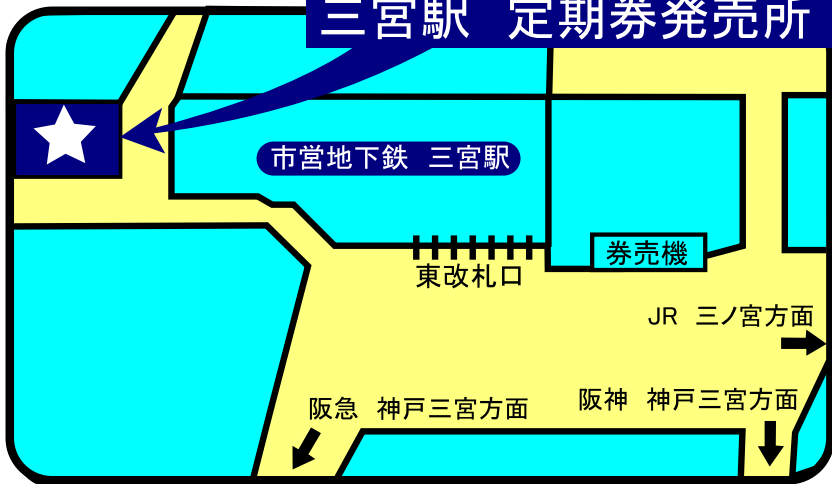 三宮駅　定期券発売所
市営地下鉄　三宮駅
券売機
東改札口
JR　三ノ宮方面
阪急　神戸三宮方面
阪神　神戸三宮方面